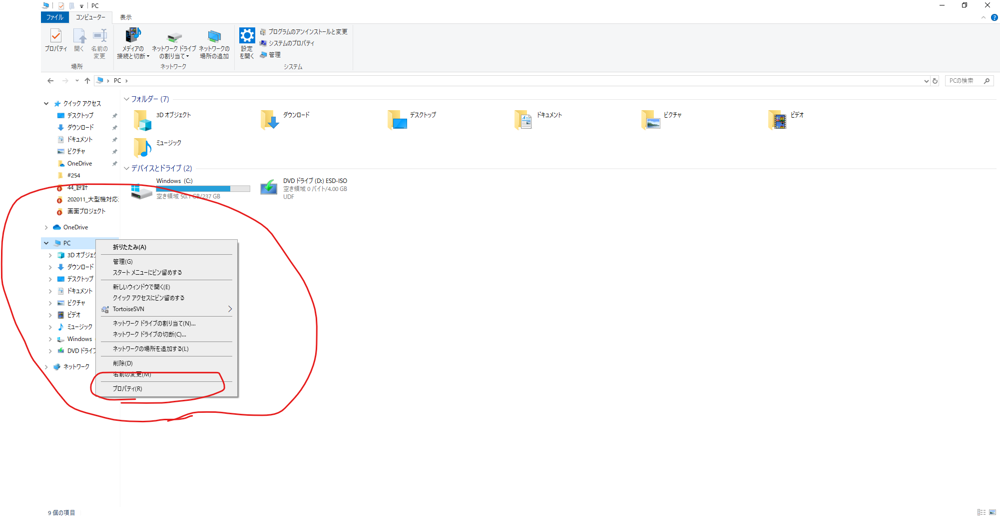 PC
ファイル
コンピューター
表示
プロパティ
開く
名前の
変更
場所
メディアの
接続と切断
ネットワーク ドライブ
の割り当て
ネットワークの
場所の追加
ネットワーク
設定
を開く
プログラムのアンインストールと変更
システムのプロパティ
管理
システム
PC
PCの検索
クイック アクセス
デスクトップ
ダウンロード
ドキュメント
ピクチャ
OneDrive
#254
44_設計
202011_大型機対応
画面プロジェクト
OneDrive
PC
3D オブジェク
ダウンロード
デスクトップ
ドキュメント
ピクチャ
ビデオ
ミュージック
Windows
DVD ドライブ
ネットワーク
フォルダー (7)
3D オブジェクト
ダウンロード
デスクトップ
ドキュメント
ピクチャ
ビデオ
ミュージック
デバイスとドライブ (2)
Windows (C:)
空き領域 50.1 GB/237 GB
DVD ドライブ (D:) ESD-ISO
空き領域 0 バイト/4.00 GB
UDF
折りたたみ(A)
管理(G)
スタート メニューにピン留めする
新しいウィンドウで開く(E)
クイック アクセスにピン留めする
TortoiseSVN
ネットワーク ドライブの割り当て(N)...
ネットワーク ドライブの切断(C)...
ネットワークの場所を追加する(L)
削除(D)
名前の変更(M)
プロパティ(R)
9 個の項目